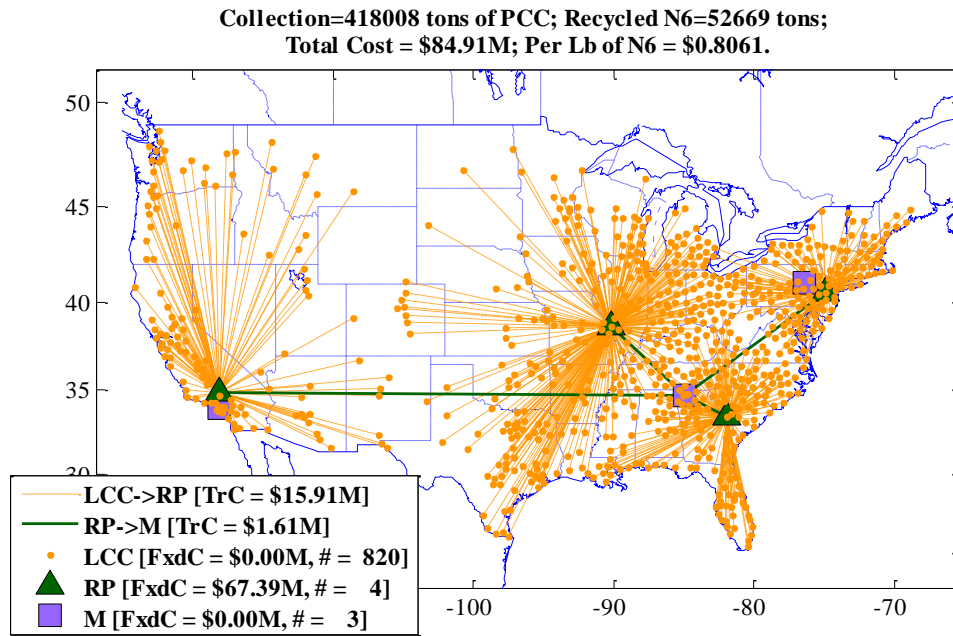 Collection=418008 tons of PCC; Recycled N6=52669 tons;
Total Cost = $84.91M; Per Lb of N6 = $0.8061.
50
45
40
35
30
LCC->RP [TrC = $15.91M]
RP->M [TrC = $1.61M]
LCC [FxdC = $0.00M, # = 820]
RP [FxdC = $67.39M, # = 4]
M [FxdC = $0.00M, # = 3]
-100 -90 -80 -70